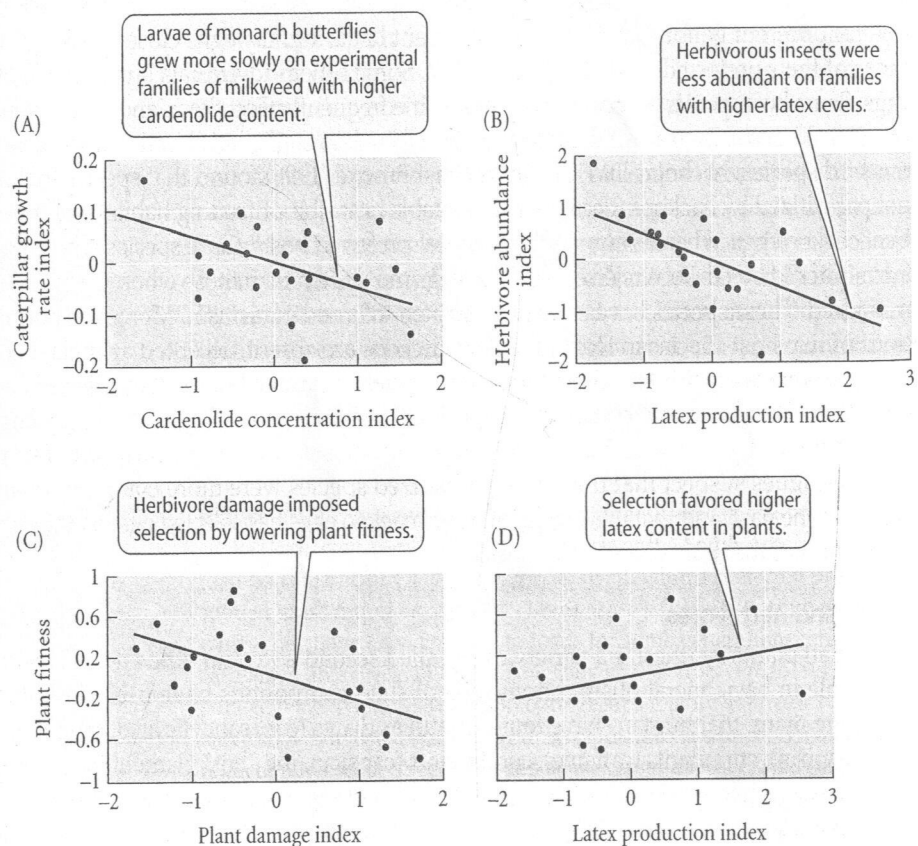 Larvae of monarch butterflies
grew more slowly on experimental
families of milkweed with higher
cardenolide content.
Herbivorous insects were
less abundant on families
with higher latex levels.
(A)
Caterpillar growth
rate index
0.2
0.1
0
−0.1
−0.2
−2
−1
0
1
2
Cardenolide concentration index
(B)
Herbivore abundance
index
2
1
0
−1
−2
−2
−1
0
1
2
3
Latex production index
Herbivore damage imposed
selection by lowering plant fitness.
Selection favored higher
latex content in plants.
(C)
Plant fitness
1
0.6
0.2
−0.2
−0.6
−1
−2
−1
0
1
2
Plant damage index
(D)
−2
−1
0
1
2
3
Latex production index